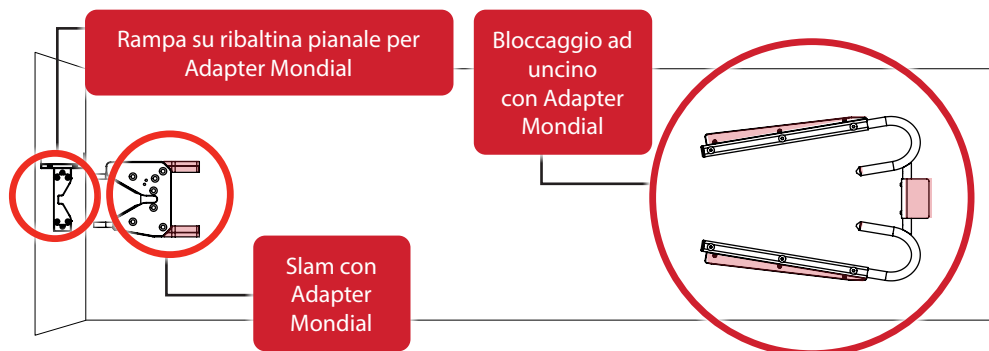 Rampa su ribaltina pianale per
Adapter Mondial
Bloccaggio ad
uncino
con Adapter
Mondial
Slam con
Adapter
Mondial